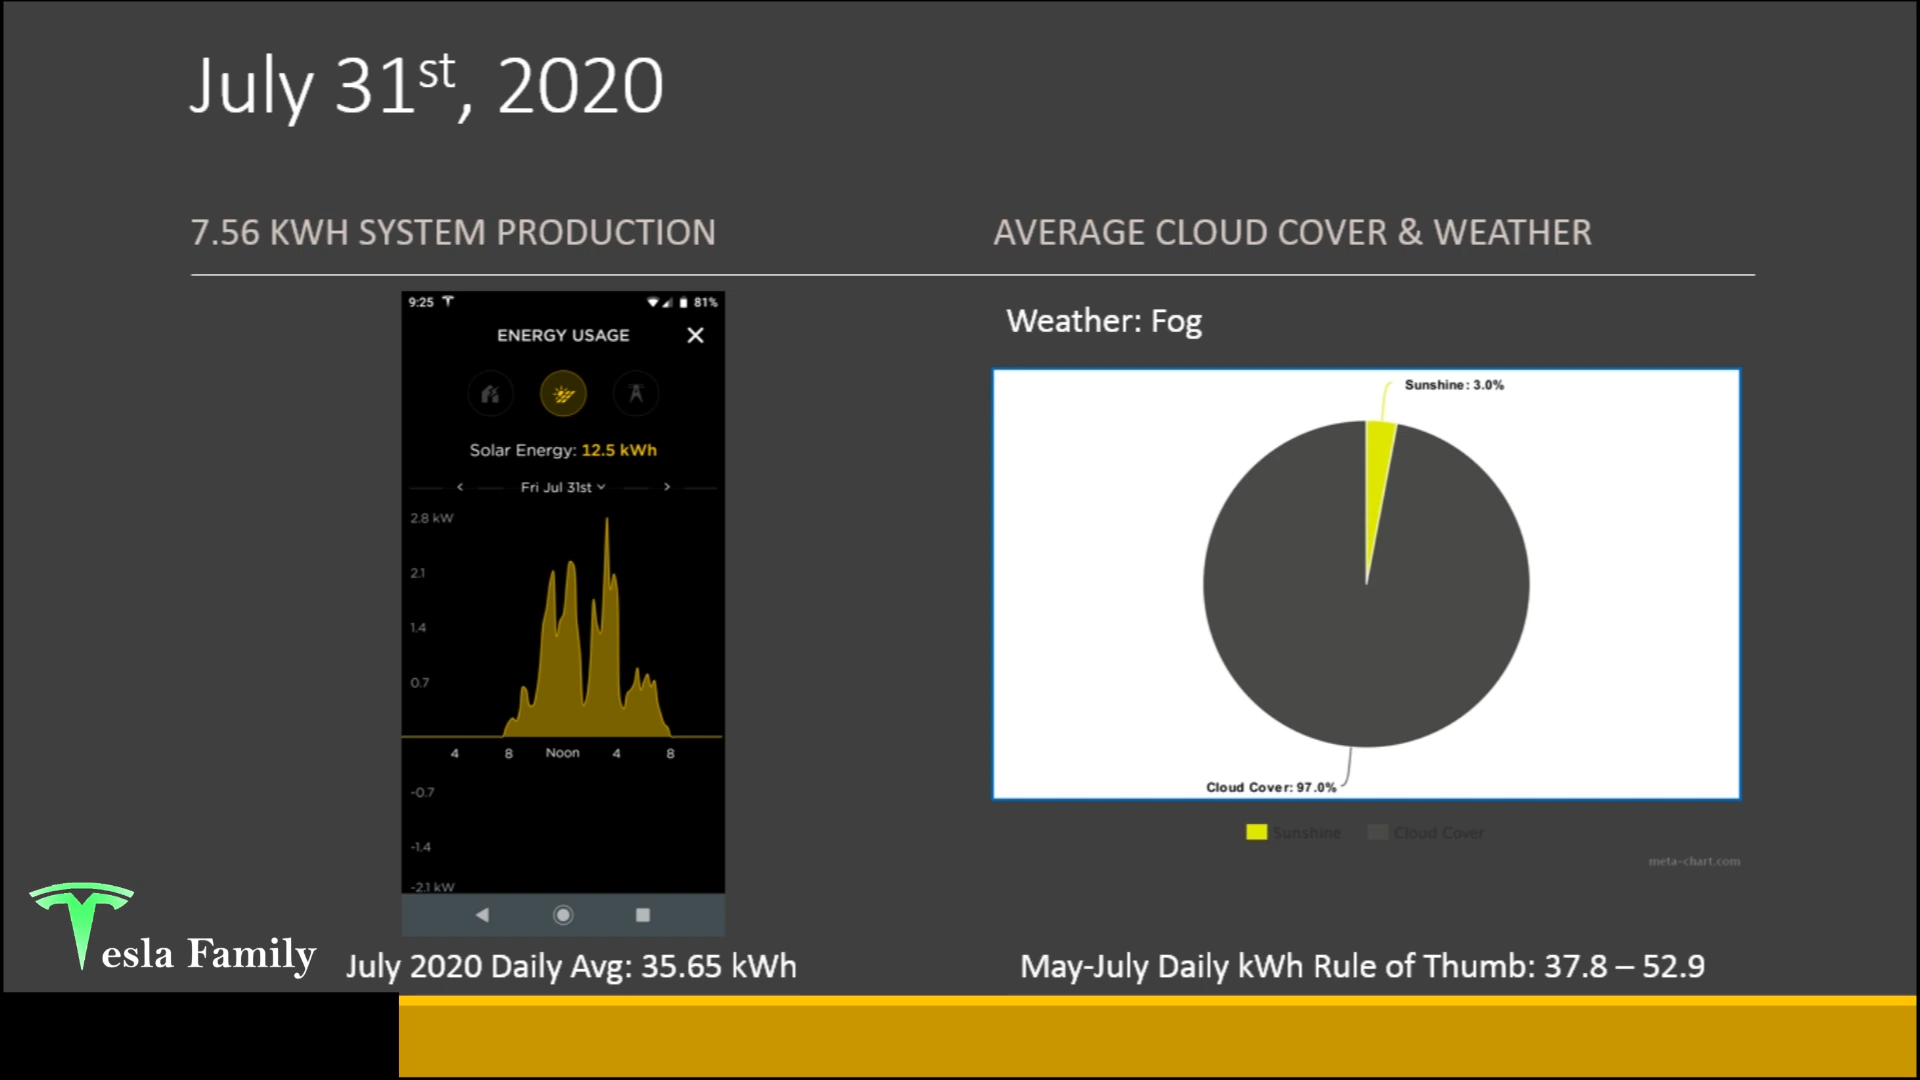 July 31st, 2020
7.56 KWH SYSTEM PRODUCTION
AVERAGE CLOUD COVER & WEATHER
9:25
81%
ENERGY USAGE
Solar Energy: 12.5 kWh
Fri Jul 31st
2.8 kW
2.1
1.4
0.7
4 8 Noon 4 8
-0.7
-1.4
-2.1 kW
Weather: Fog
Sunshine: 3.0%
Cloud Cover: 97.0%
Sunshine Cloud Cover
meta-chart.com
esla Family
July 2020 Daily Avg: 35.65 kWh
May-July Daily kWh Rule of Thumb: 37.8 – 52.9